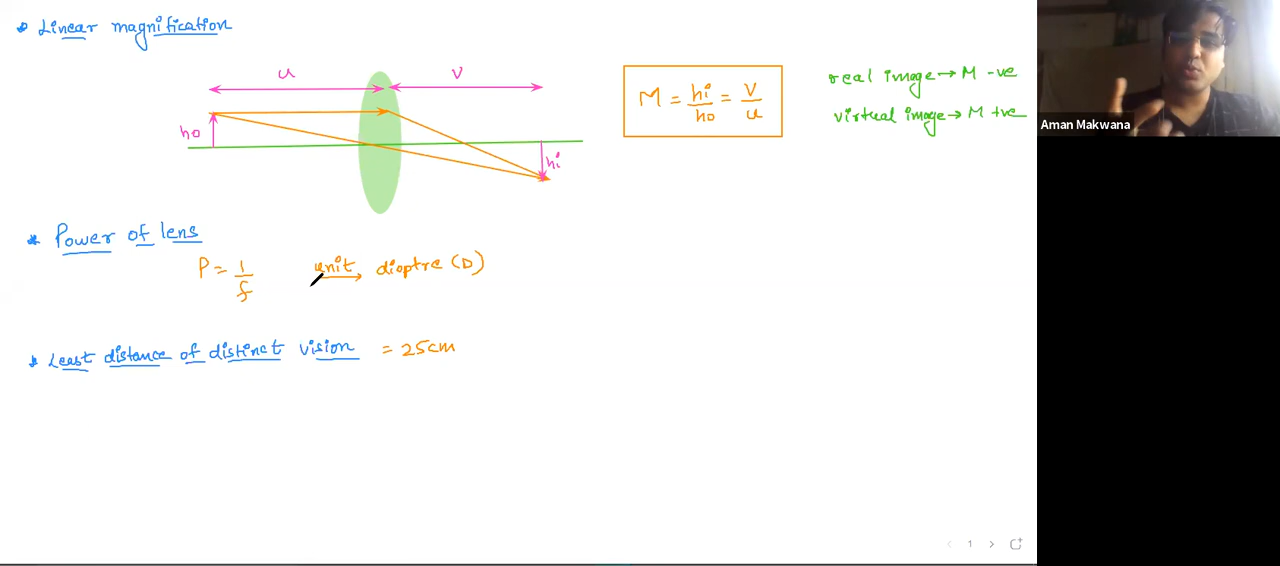 * Linear magnification
u
v
ho
hi
M = hi/ho = v/u
real image → M -ve
virtual image → M +ve
Aman Makwana
* Power of lens
P = 1/f unit → dioptre (D)
* Least distance of distinct vision = 25cm
1